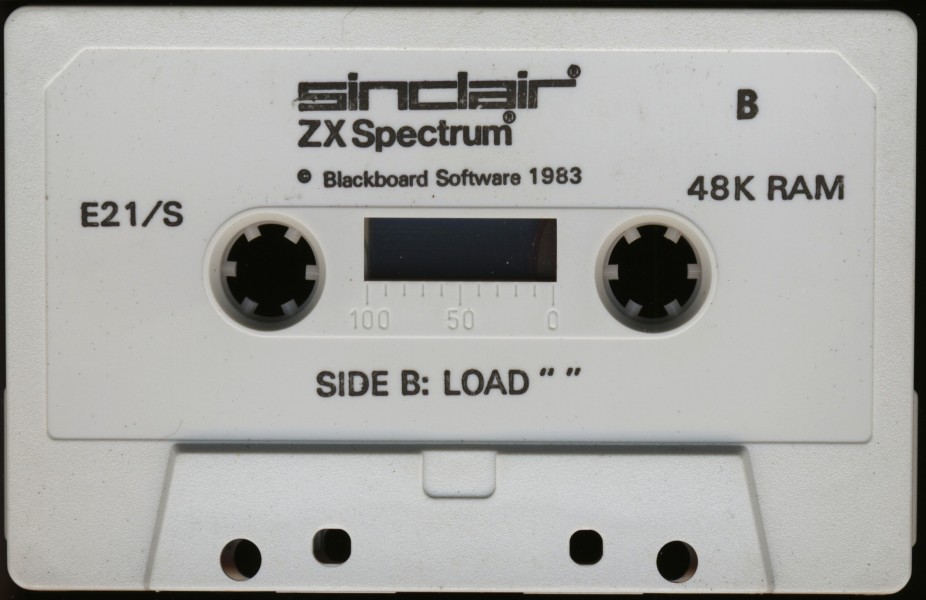 sinclair®
ZX Spectrum®
B
© Blackboard Software 1983
48K RAM
E21/S
100 50 0
SIDE B: LOAD “ ”